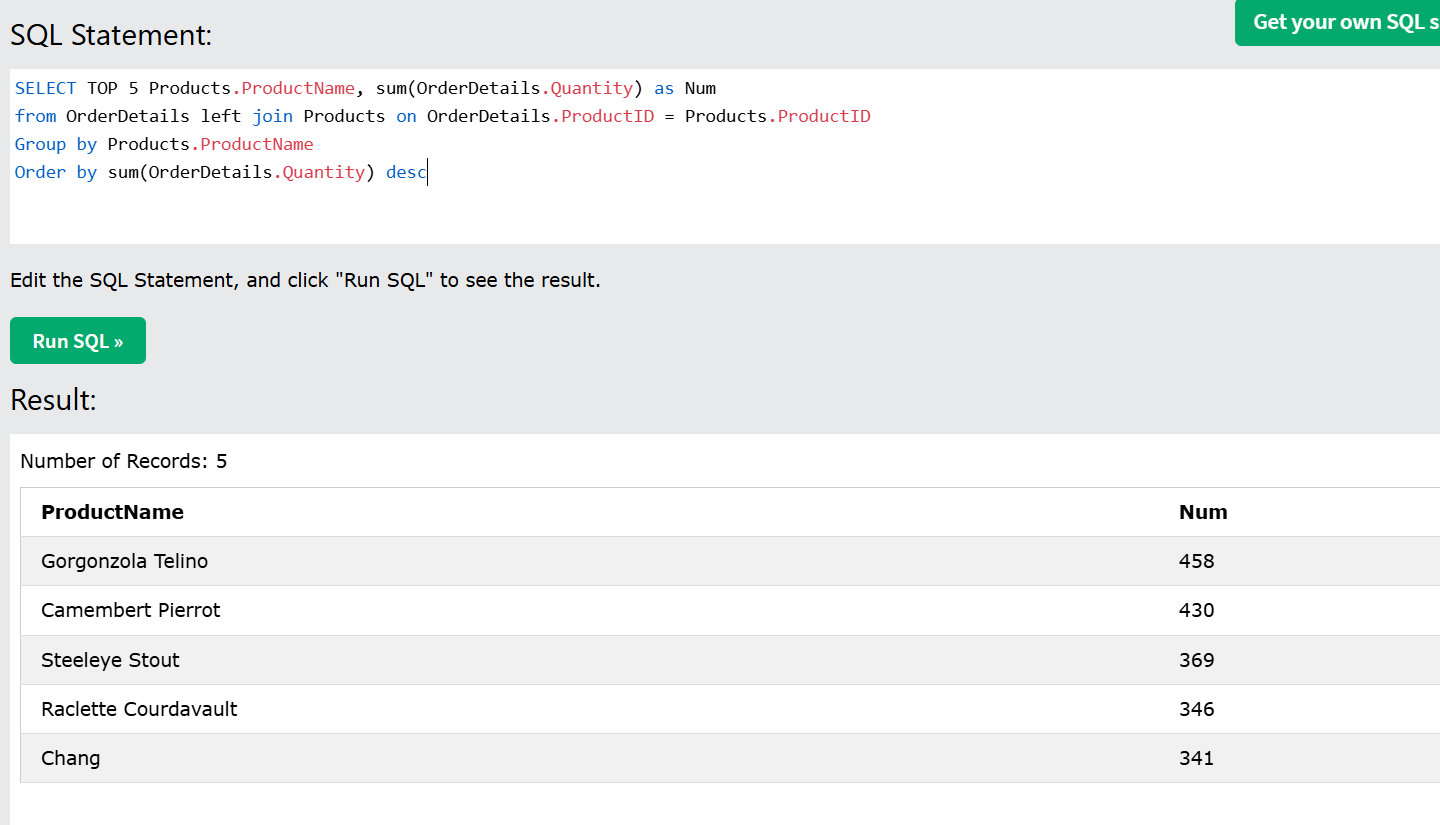 SQL Statement:
Get your own SQL s
SELECT TOP 5 Products.ProductName, sum(OrderDetails.Quantity) as Num
from OrderDetails left join Products on OrderDetails.ProductID = Products.ProductID
Group by Products.ProductName
Order by sum(OrderDetails.Quantity) desc
Edit the SQL Statement, and click "Run SQL" to see the result.
Run SQL »
Result:
Number of Records: 5
ProductName Num
Gorgonzola Telino 458
Camembert Pierrot 430
Steeleye Stout 369
Raclette Courdavault 346
Chang 341